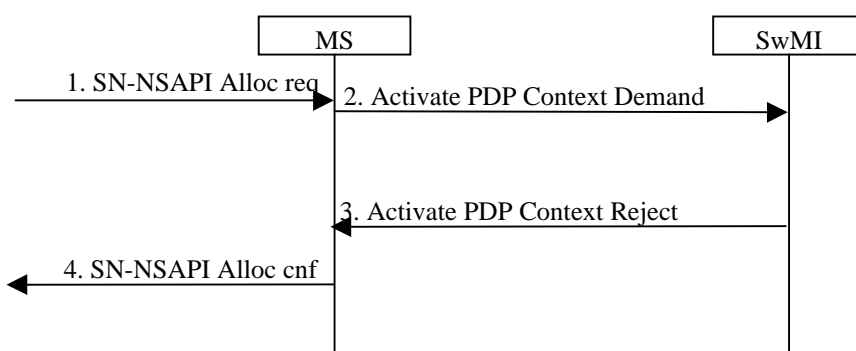 MS
SwMI
1. SN-NSAPI Alloc req
2. Activate PDP Context Demand
3. Activate PDP Context Reject
4. SN-NSAPI Alloc cnf